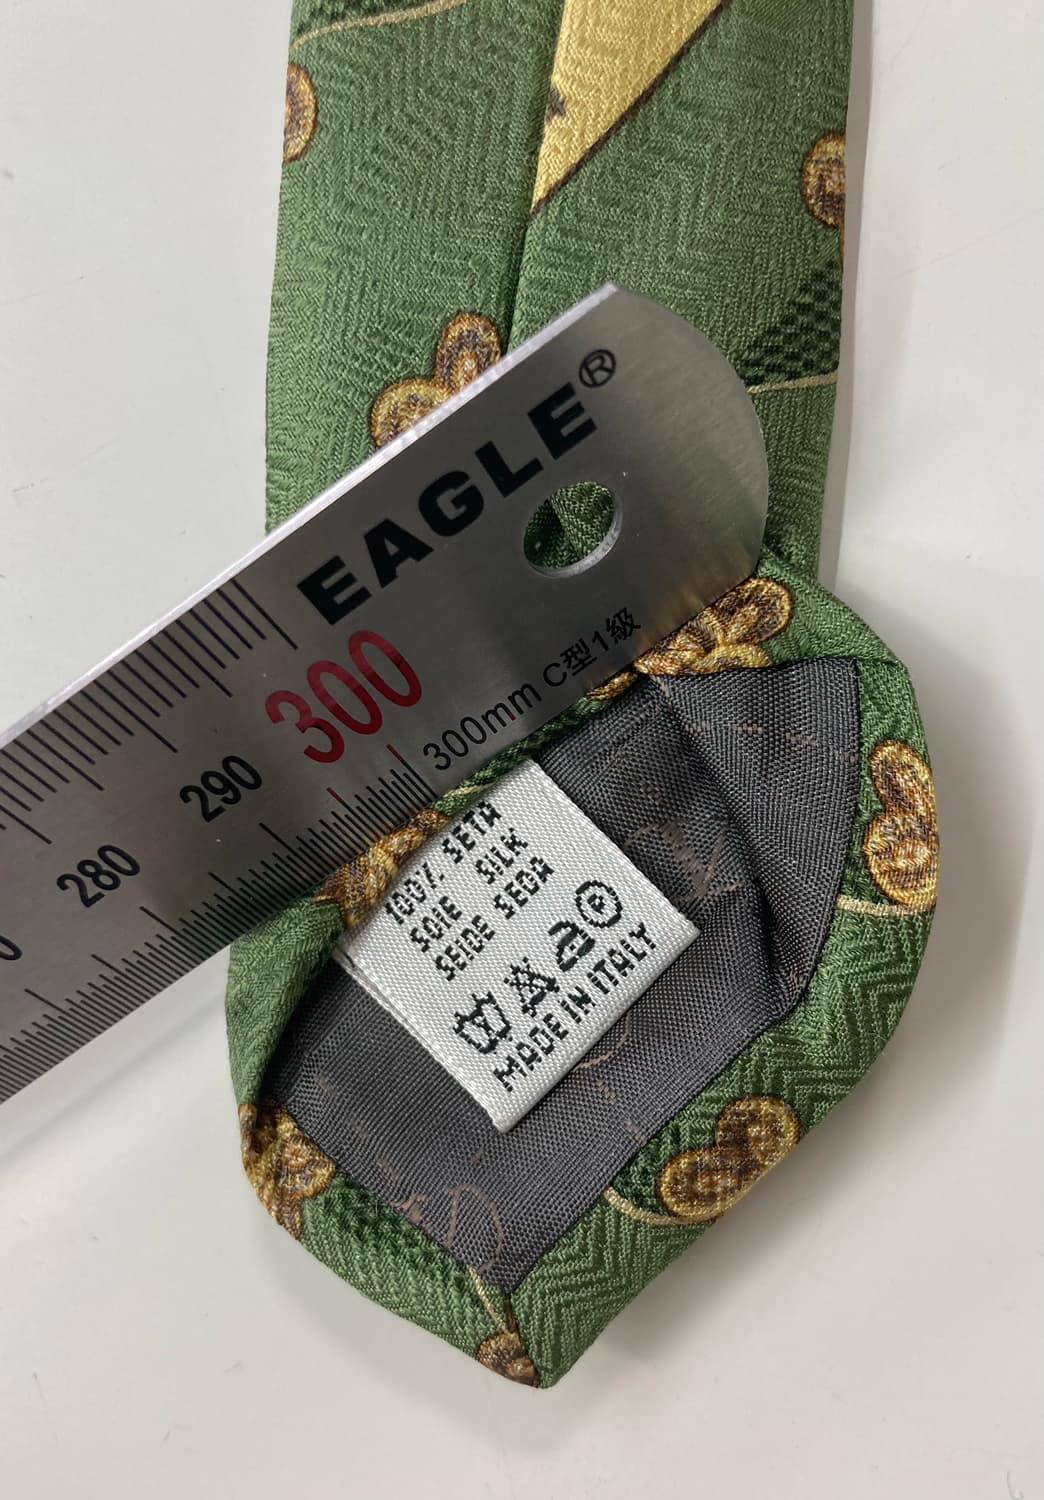 EAGLE®
300
300mm C型1級
290
280
100% SETA
SOIE SILK
SEIDE SEDA
MADE IN ITALY